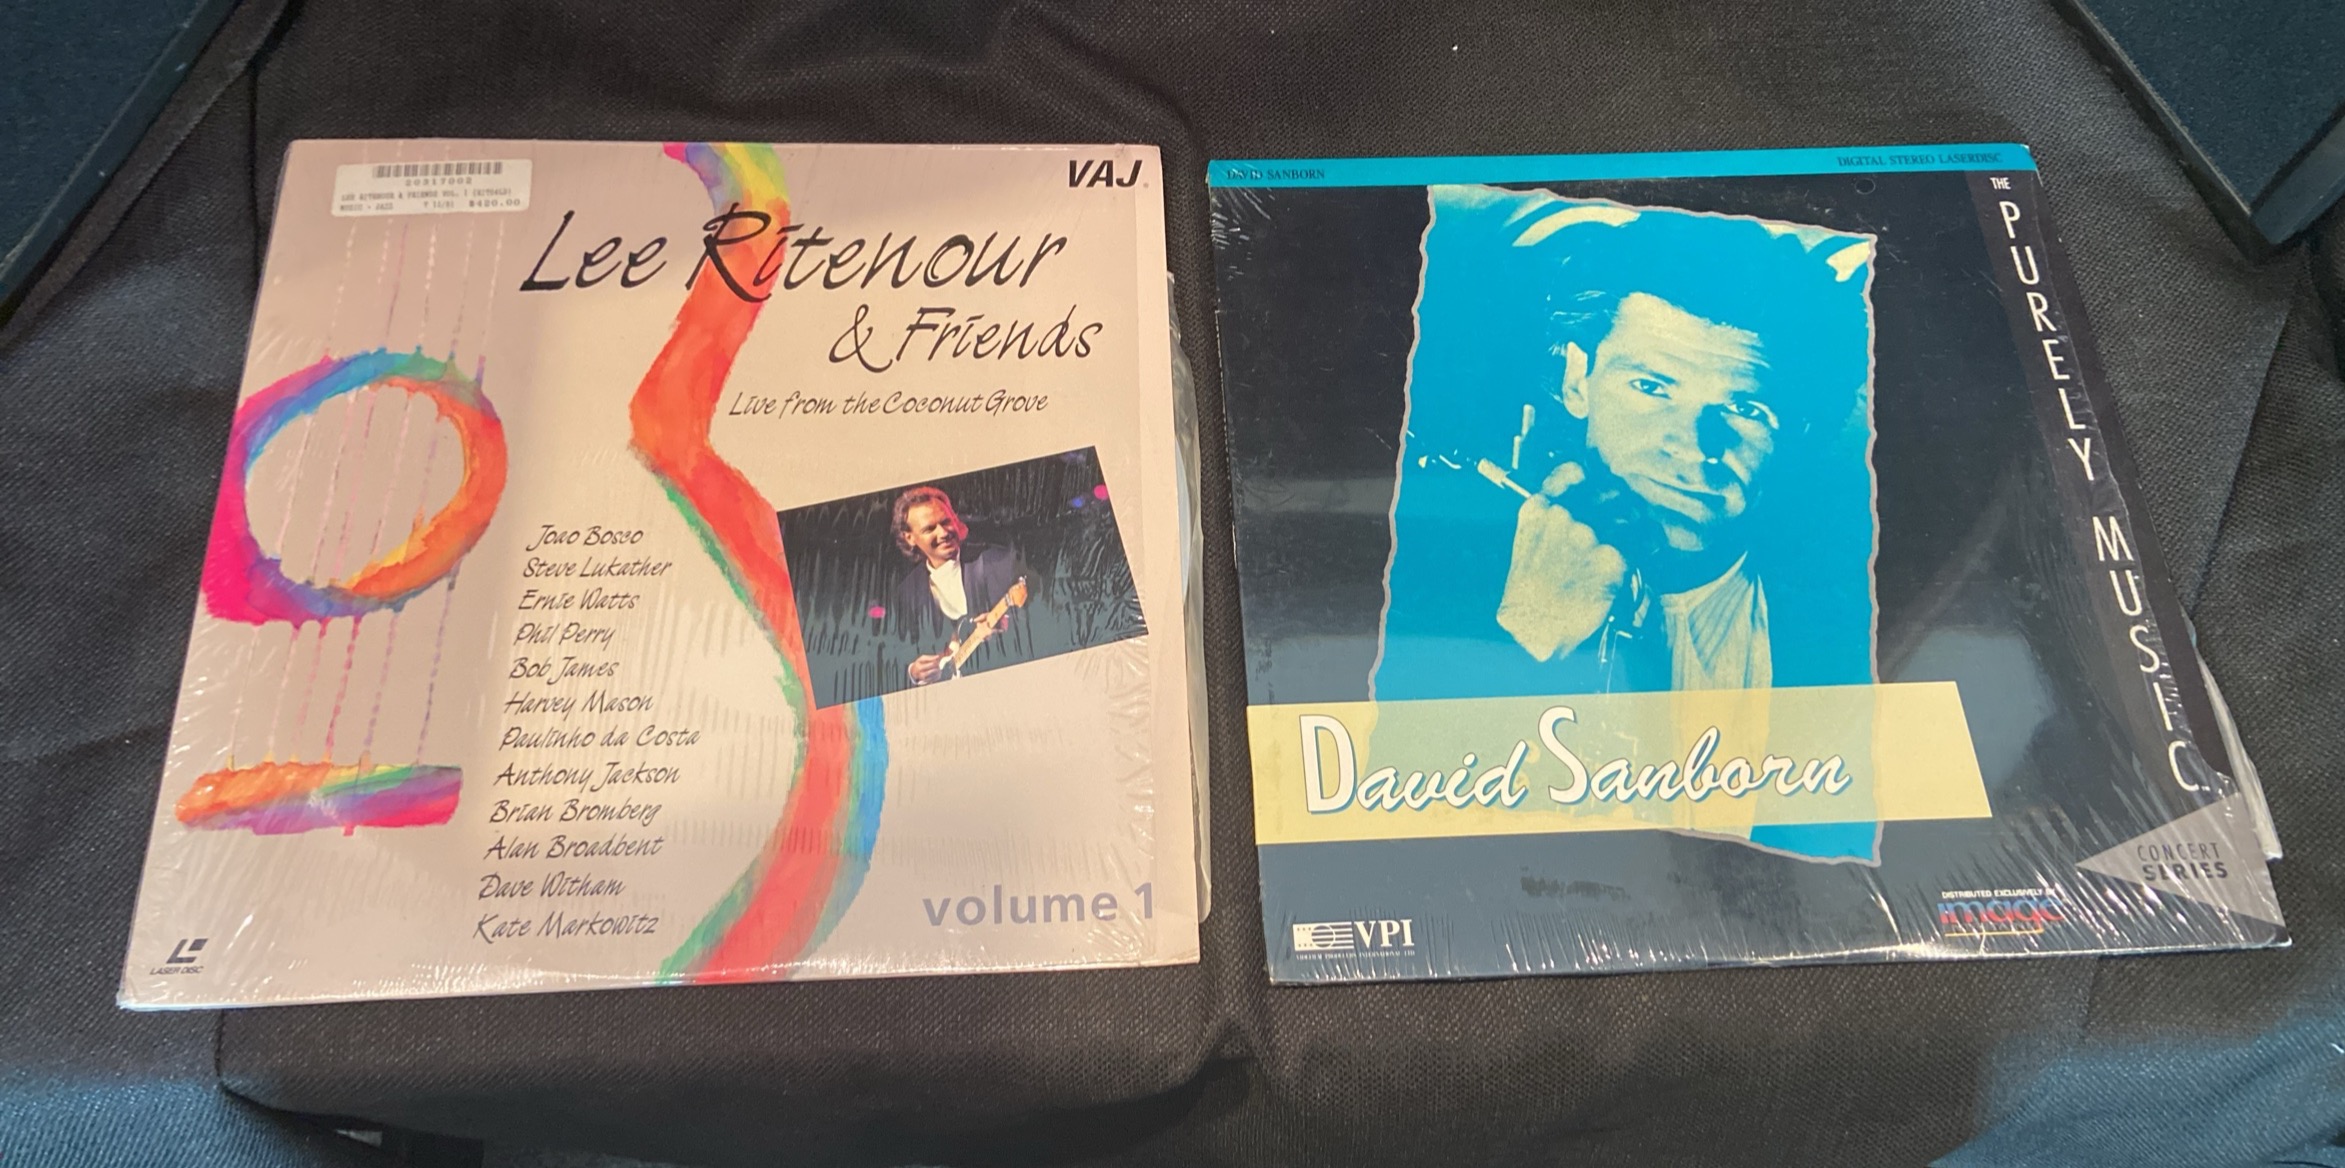 20317002
LEE RITENOUR & FRIENDS VOL. 1
MUSIC - JAZZ $420.00
VAJ
Lee Ritenour
& Friends
Live from the Coconut Grove
Joao Bosco
Steve Lukather
Ernie Watts
Phil Perry
Bob James
Harvey Mason
Paulinho da Costa
Anthony Jackson
Brian Bromberg
Alan Broadbent
Dave Witham
Kate Markowitz
volume 1
LASER DISC
DAVID SANBORN
DIGITAL STEREO LASERDISC
THE
PURELY MUSIC
David Sanborn
CONCERT
SERIES
VPI
DISTRIBUTED EXCLUSIVELY BY
image